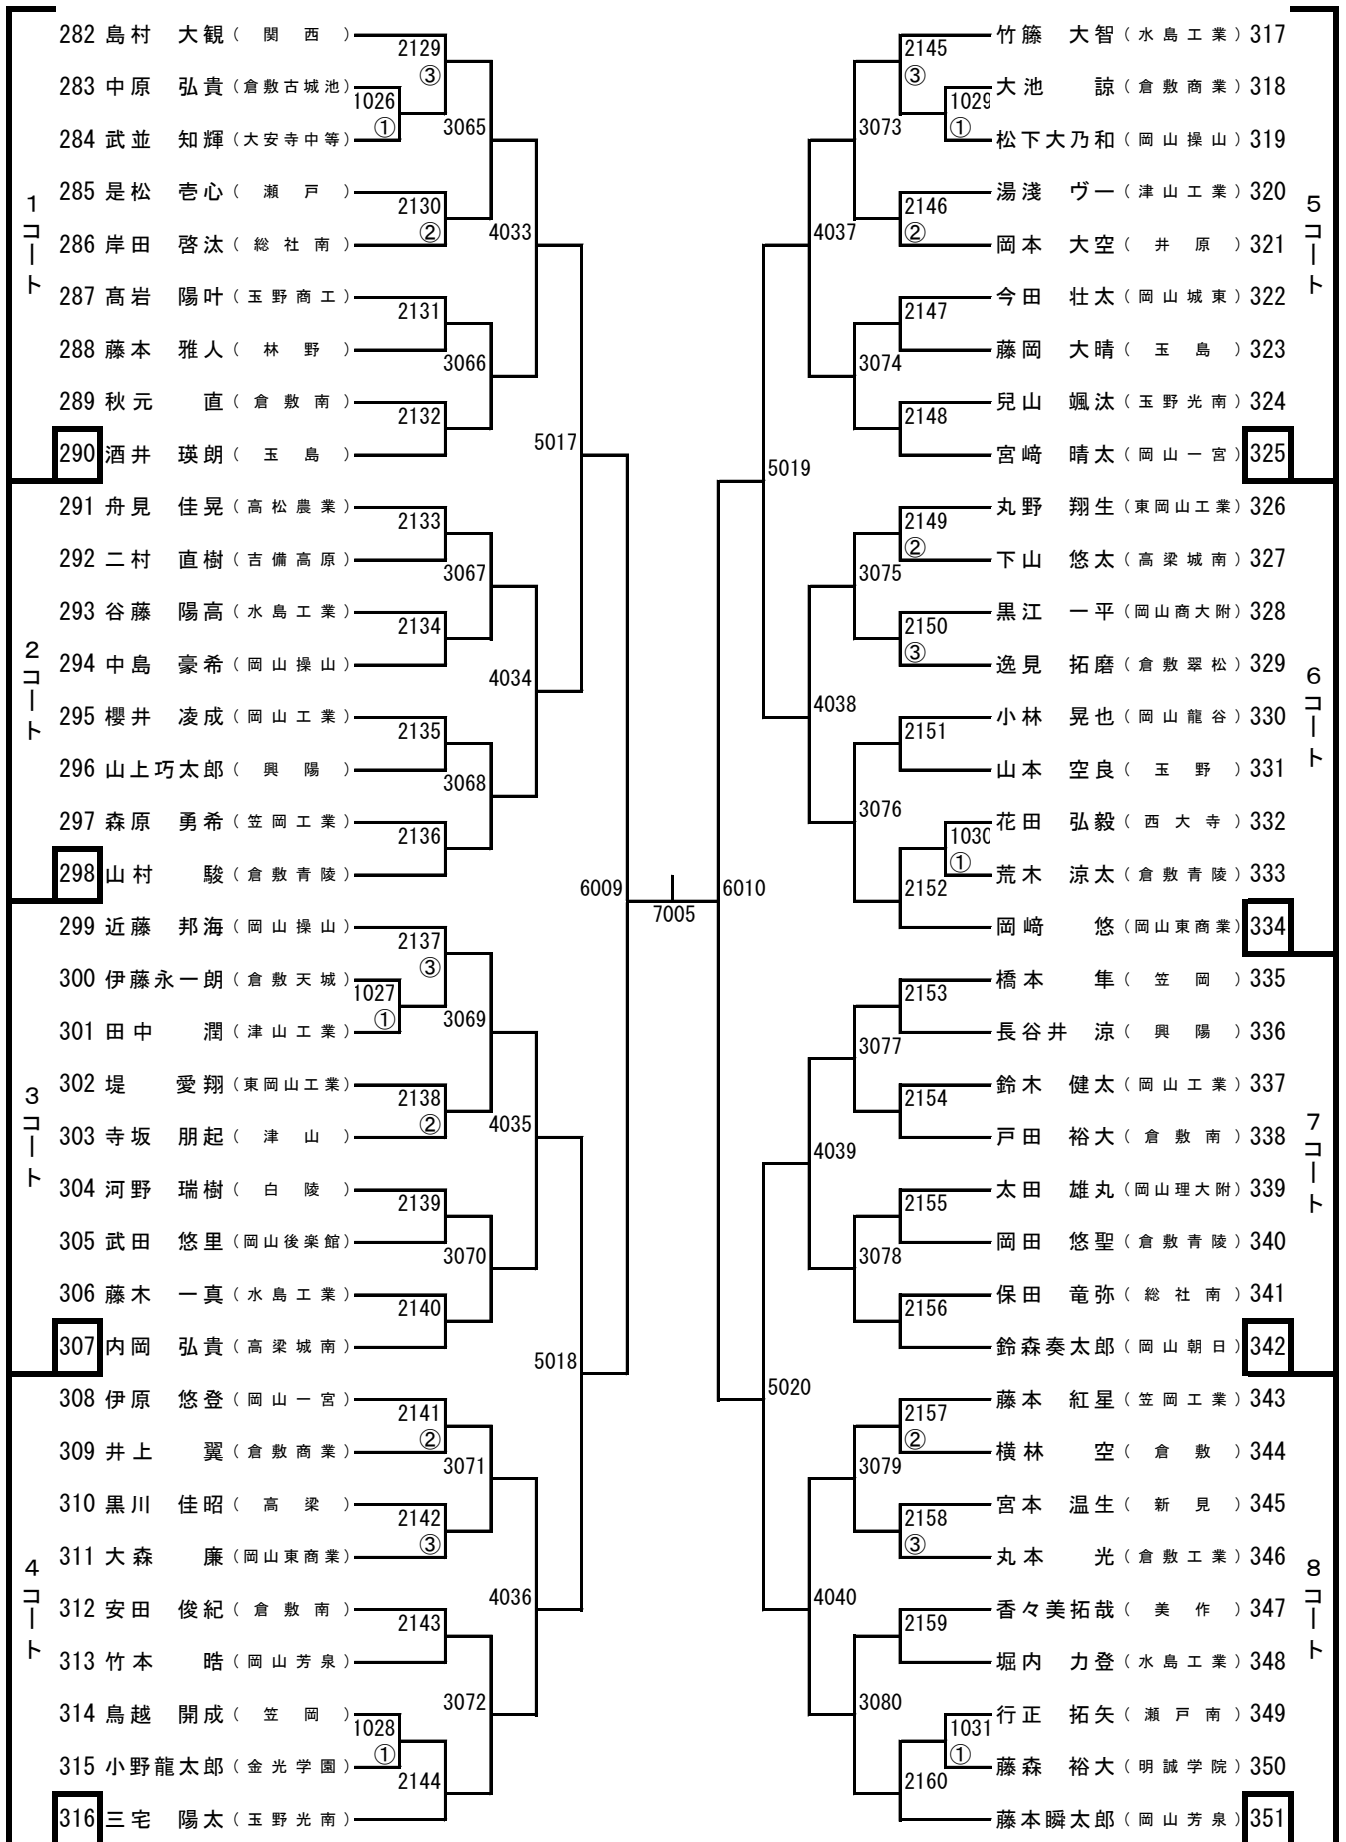 1コート
282 島村 大観 （関西）
2129
③
283 中原 弘貴 （倉敷古城池）
1026
①
284 武並 知輝 （大安寺中等）
3065
285 是松 壱心 （瀬戸）
2130
②
286 岸田 啓汰 （総社南）
4033
287 髙岩 陽叶 （玉野商工）
2131
288 藤本 雅人 （林野）
3066
289 秋元 直 （倉敷南）
2132
290 酒井 瑛朗 （玉島）
5017
2コート
291 舟見 佳晃 （高松農業）
2133
292 二村 直樹 （吉備高原）
3067
293 谷藤 陽高 （水島工業）
2134
294 中島 豪希 （岡山操山）
4034
295 櫻井 凌成 （岡山工業）
2135
296 山上巧太郎 （興陽）
3068
297 森原 勇希 （笠岡工業）
2136
298 山村 駿 （倉敷青陵）
6009
3コート
299 近藤 邦海 （岡山操山）
2137
③
300 伊藤永一朗 （倉敷天城）
1027
①
301 田中 潤 （津山工業）
3069
302 堤 愛翔 （東岡山工業）
2138
②
303 寺坂 朋起 （津山）
4035
304 河野 瑞樹 （白陵）
2139
305 武田 悠里 （岡山後楽館）
3070
306 藤木 一真 （水島工業）
2140
307 内岡 弘貴 （高梁城南）
5018
4コート
308 伊原 悠登 （岡山一宮）
2141
②
309 井上 翼 （倉敷商業）
3071
310 黒川 佳昭 （高梁）
2142
③
311 大森 廉 （岡山東商業）
4036
312 安田 俊紀 （倉敷南）
2143
313 竹本 晧 （岡山芳泉）
3072
314 鳥越 開成 （笠岡）
1028
①
315 小野龍太郎 （金光学園）
2144
316 三宅 陽太 （玉野光南）
7005
5コート
竹藤 大智 （水島工業） 317
2145
③
大池 諒 （倉敷商業） 318
1029
①
松下大乃和 （岡山操山） 319
3073
湯淺 ヴ一 （津山工業） 320
2146
②
岡本 大空 （井原） 321
4037
今田 壮太 （岡山城東） 322
2147
藤岡 大晴 （玉島） 323
3074
兒山 颯汰 （玉野光南） 324
2148
宮﨑 晴太 （岡山一宮） 325
5019
6コート
丸野 翔生 （東岡山工業） 326
2149
②
下山 悠太 （高梁城南） 327
3075
黒江 一平 （岡山商大附） 328
2150
③
逸見 拓磨 （倉敷翠松） 329
4038
小林 晃也 （岡山龍谷） 330
2151
山本 空良 （玉野） 331
3076
花田 弘毅 （西大寺） 332
1030
①
荒木 涼太 （倉敷青陵） 333
2152
岡﨑 悠 （岡山東商業） 334
6010
7コート
橋本 隼 （笠岡） 335
2153
長谷井 涼 （興陽） 336
3077
鈴木 健太 （岡山工業） 337
2154
戸田 裕大 （倉敷南） 338
4039
太田 雄丸 （岡山理大附） 339
2155
岡田 悠聖 （倉敷青陵） 340
3078
保田 竜弥 （総社南） 341
2156
鈴森奏太郎 （岡山朝日） 342
5020
8コート
藤本 紅星 （笠岡工業） 343
2157
②
横林 空 （倉敷） 344
3079
宮本 温生 （新見） 345
2158
③
丸本 光 （倉敷工業） 346
4040
香々美拓哉 （美作） 347
2159
堀内 力登 （水島工業） 348
3080
行正 拓矢 （瀬戸南） 349
1031
①
藤森 裕大 （明誠学院） 350
2160
藤本瞬太郎 （岡山芳泉） 351